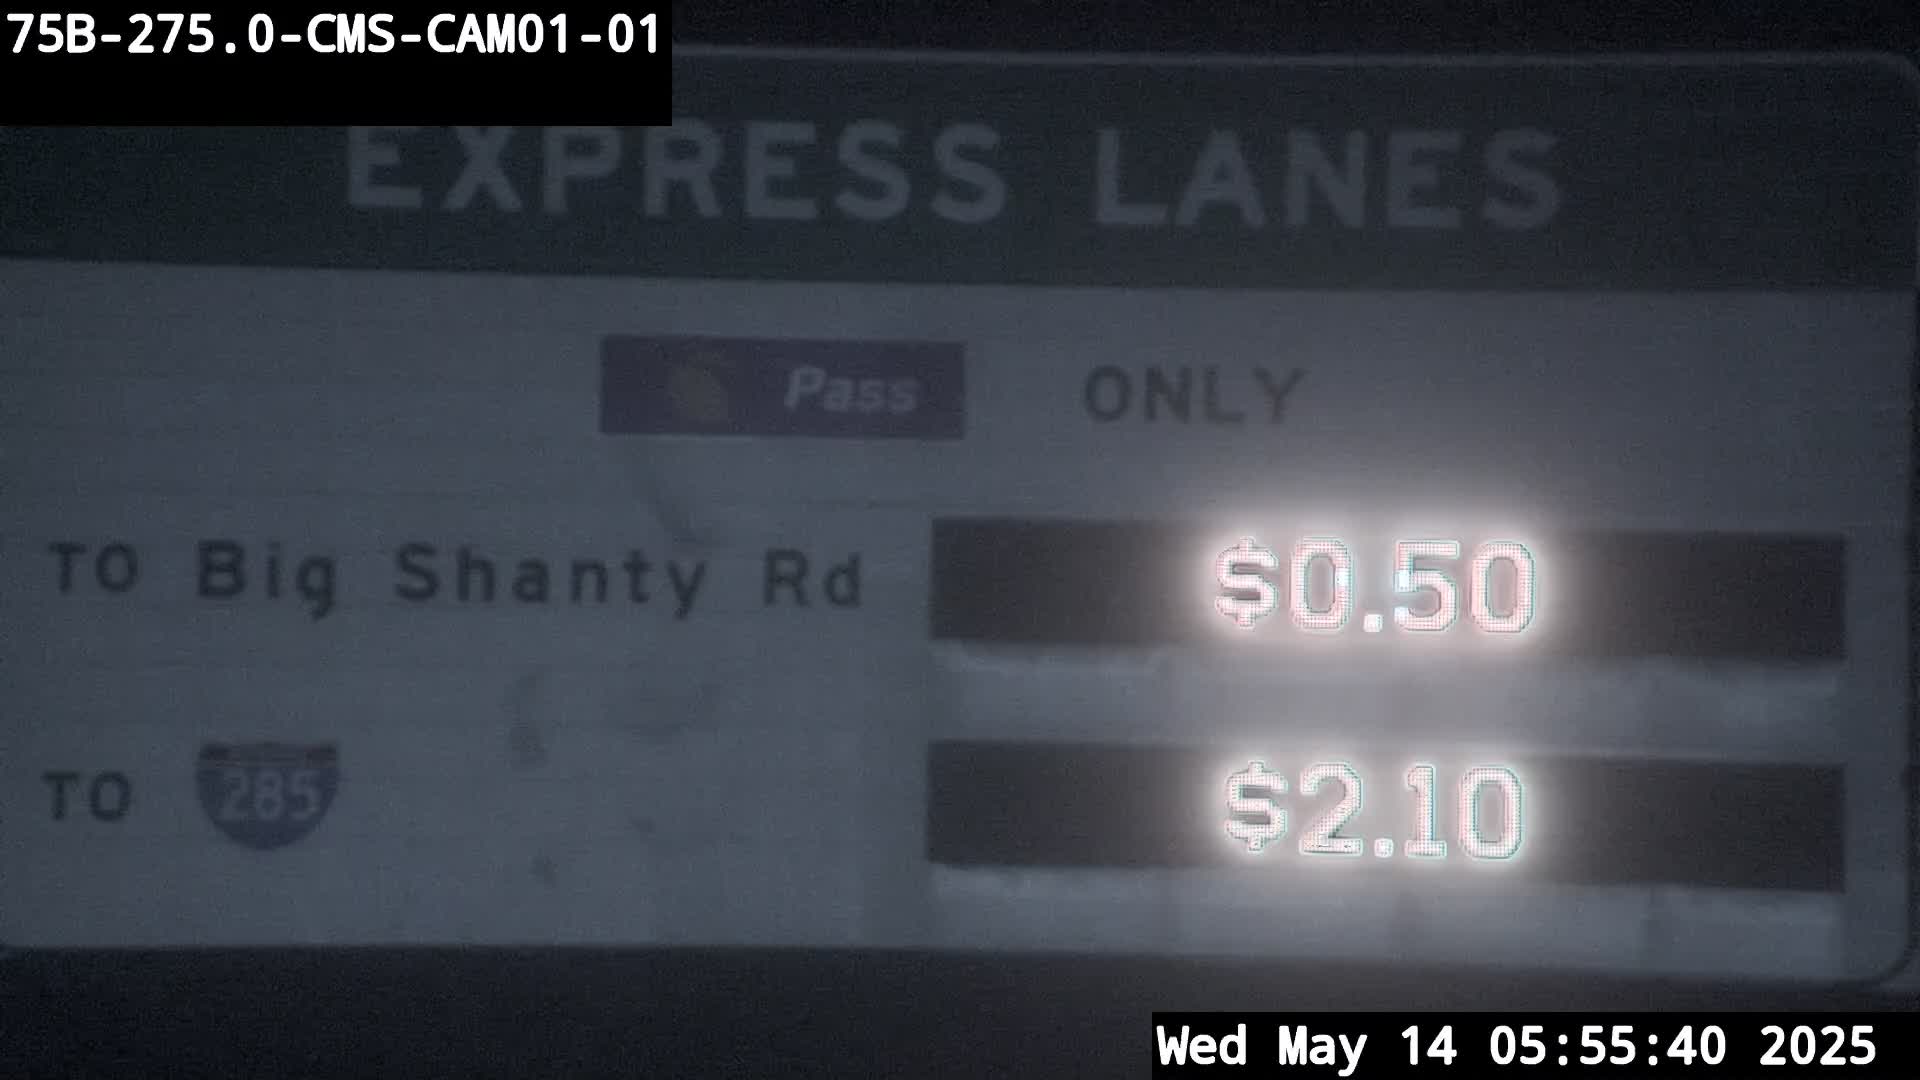 75B-275.0-CMS-CAM01-01
EXPRESS LANES
Pass ONLY
TO Big Shanty Rd $0.50
TO 285 $2.10
Wed May 14 05:55:40 2025